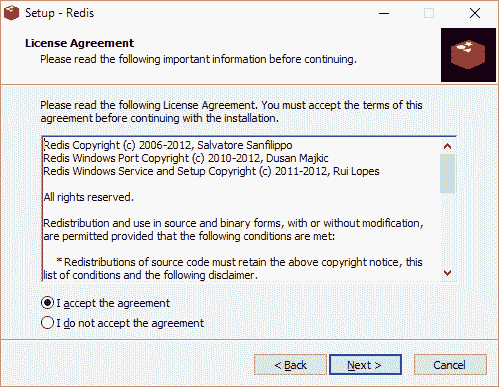 Setup - Redis
License Agreement
Please read the following important information before continuing.
Please read the following License Agreement. You must accept the terms of this
agreement before continuing with the installation.
Redis Copyright (c) 2006-2012, Salvatore Sanfilippo
Redis Windows Port Copyright (c) 2010-2012, Dusan Majkic
Redis Windows Service and Setup Copyright (c) 2011-2012, Rui Lopes
All rights reserved.
Redistribution and use in source and binary forms, with or without modification,
are permitted provided that the following conditions are met:
* Redistributions of source code must retain the above copyright notice, this
list of conditions and the following disclaimer.
I accept the agreement
I do not accept the agreement
< Back Next > Cancel